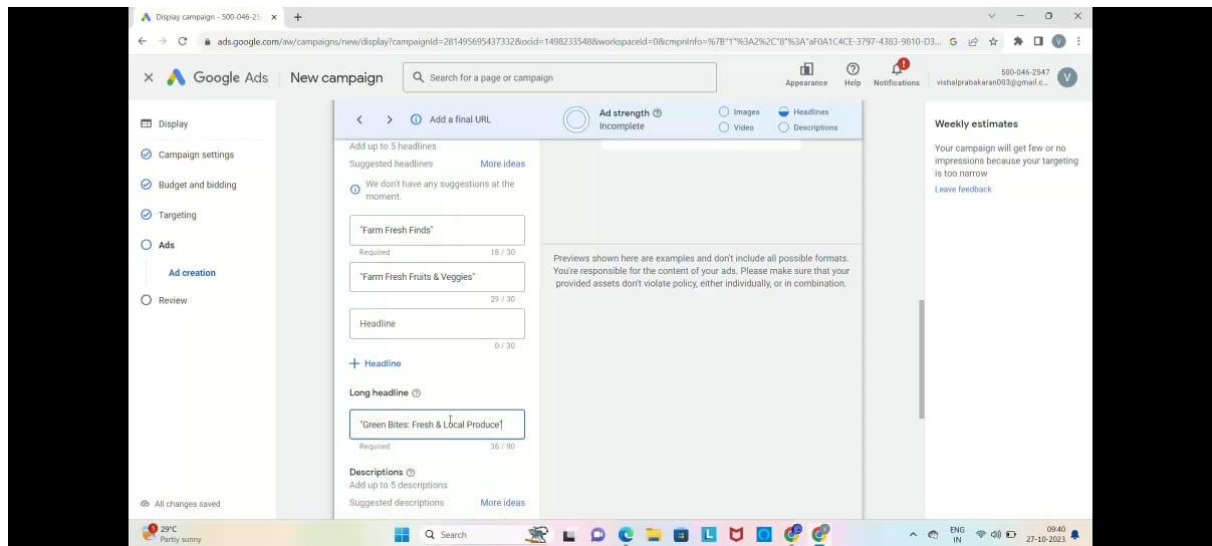 Display campaign - 500-046-25
ads.google.com/aw/campaigns/new/display?campaignId=281495695437332&ocid=1498233548&workspaceid=0&cmpnInfo=%67B"1"%3A2%2C"8"%3A"aF0A1C4CE-3797-4383-9810-D3...
Google Ads
New campaign
Search for a page or campaign
Appearance
Help
Notifications
500-046-2547
vishalprabakaran003@gmail.c...
V
Display
Campaign settings
Budget and bidding
Targeting
Ads
Ad creation
Review
All changes saved
Add a final URL
Ad strength
Incomplete
Images
Headlines
Video
Descriptions
Add up to 5 headlines
Suggested headlines
More ideas
We don't have any suggestions at the
moment.
"Farm Fresh Finds"
Required
18 / 30
"Farm Fresh Fruits & Veggies"
29 / 30
Headline
0 / 30
+ Headline
Long headline
"Green Bites: Fresh & Local Produce"
Required
36 / 90
Descriptions
Add up to 5 descriptions
Suggested descriptions
More ideas
Previews shown here are examples and don't include all possible formats.
You're responsible for the content of your ads. Please make sure that your
provided assets don't violate policy, either individually, or in combination.
Weekly estimates
Your campaign will get few or no
impressions because your targeting
is too narrow
Leave feedback
29°C
Partly sunny
Search
ENG
IN
09:40
27-10-2023